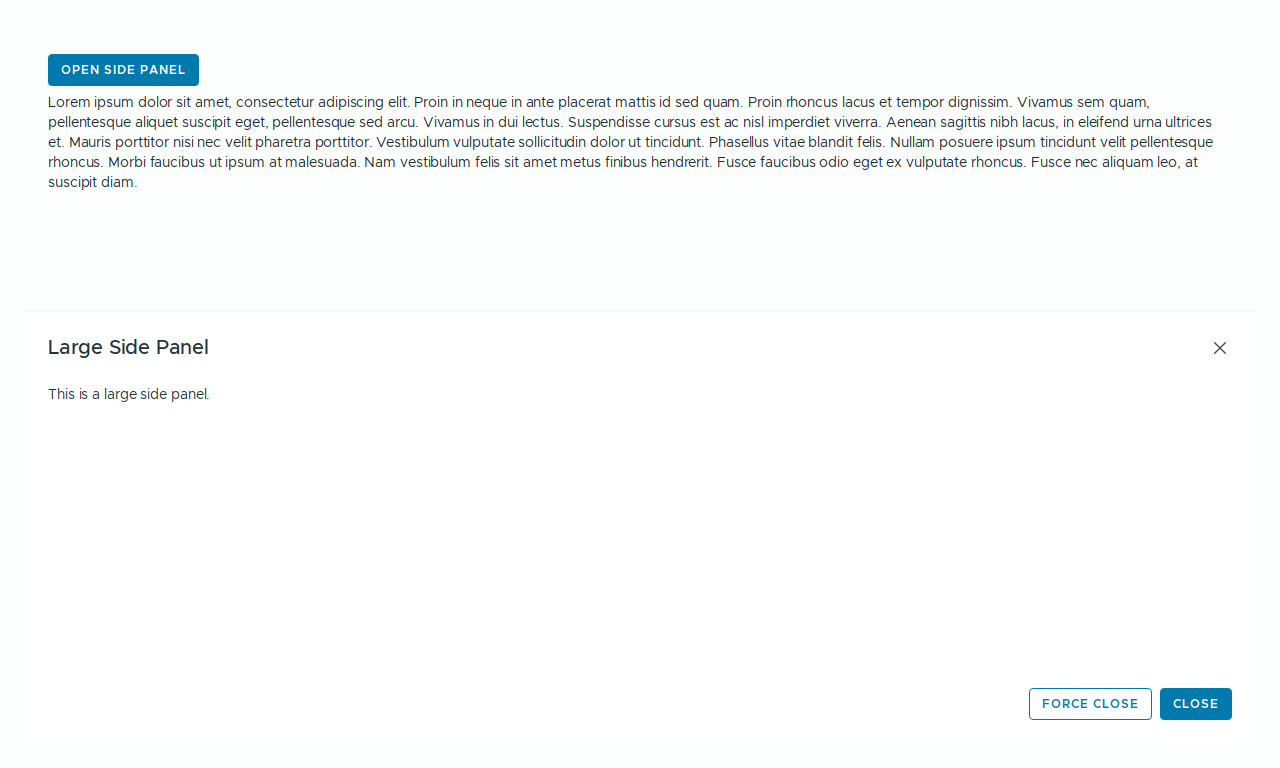 OPEN SIDE PANEL
Lorem ipsum dolor sit amet, consectetur adipiscing elit. Proin in neque in ante placerat mattis id sed quam. Proin rhoncus lacus et tempor dignissim. Vivamus sem quam,
pellentesque aliquet suscipit eget, pellentesque sed arcu. Vivamus in dui lectus. Suspendisse cursus est ac nisl imperdiet viverra. Aenean sagittis nibh lacus, in eleifend urna ultrices
et. Mauris porttitor nisi nec velit pharetra porttitor. Vestibulum vulputate sollicitudin dolor ut tincidunt. Phasellus vitae blandit felis. Nullam posuere ipsum tincidunt velit pellentesque
rhoncus. Morbi faucibus ut ipsum at malesuada. Nam vestibulum felis sit amet metus finibus hendrerit. Fusce faucibus odio eget ex vulputate rhoncus. Fusce nec aliquam leo, at
suscipit diam.
Large Side Panel
This is a large side panel.
FORCE CLOSE
CLOSE